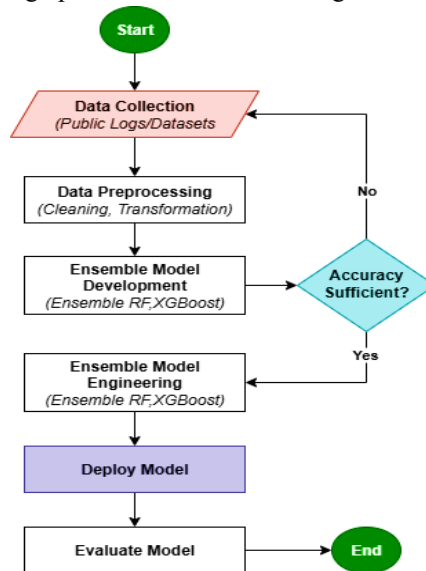 Start
Data Collection
(Public Logs/Datasets
Data Preprocessing
(Cleaning, Transformation)
Ensemble Model
Development
(Ensemble RF,XGBoost)
Accuracy
Sufficient?
No
Yes
Ensemble Model
Engineering
(Ensemble RF,XGBoost)
Deploy Model
Evaluate Model
End